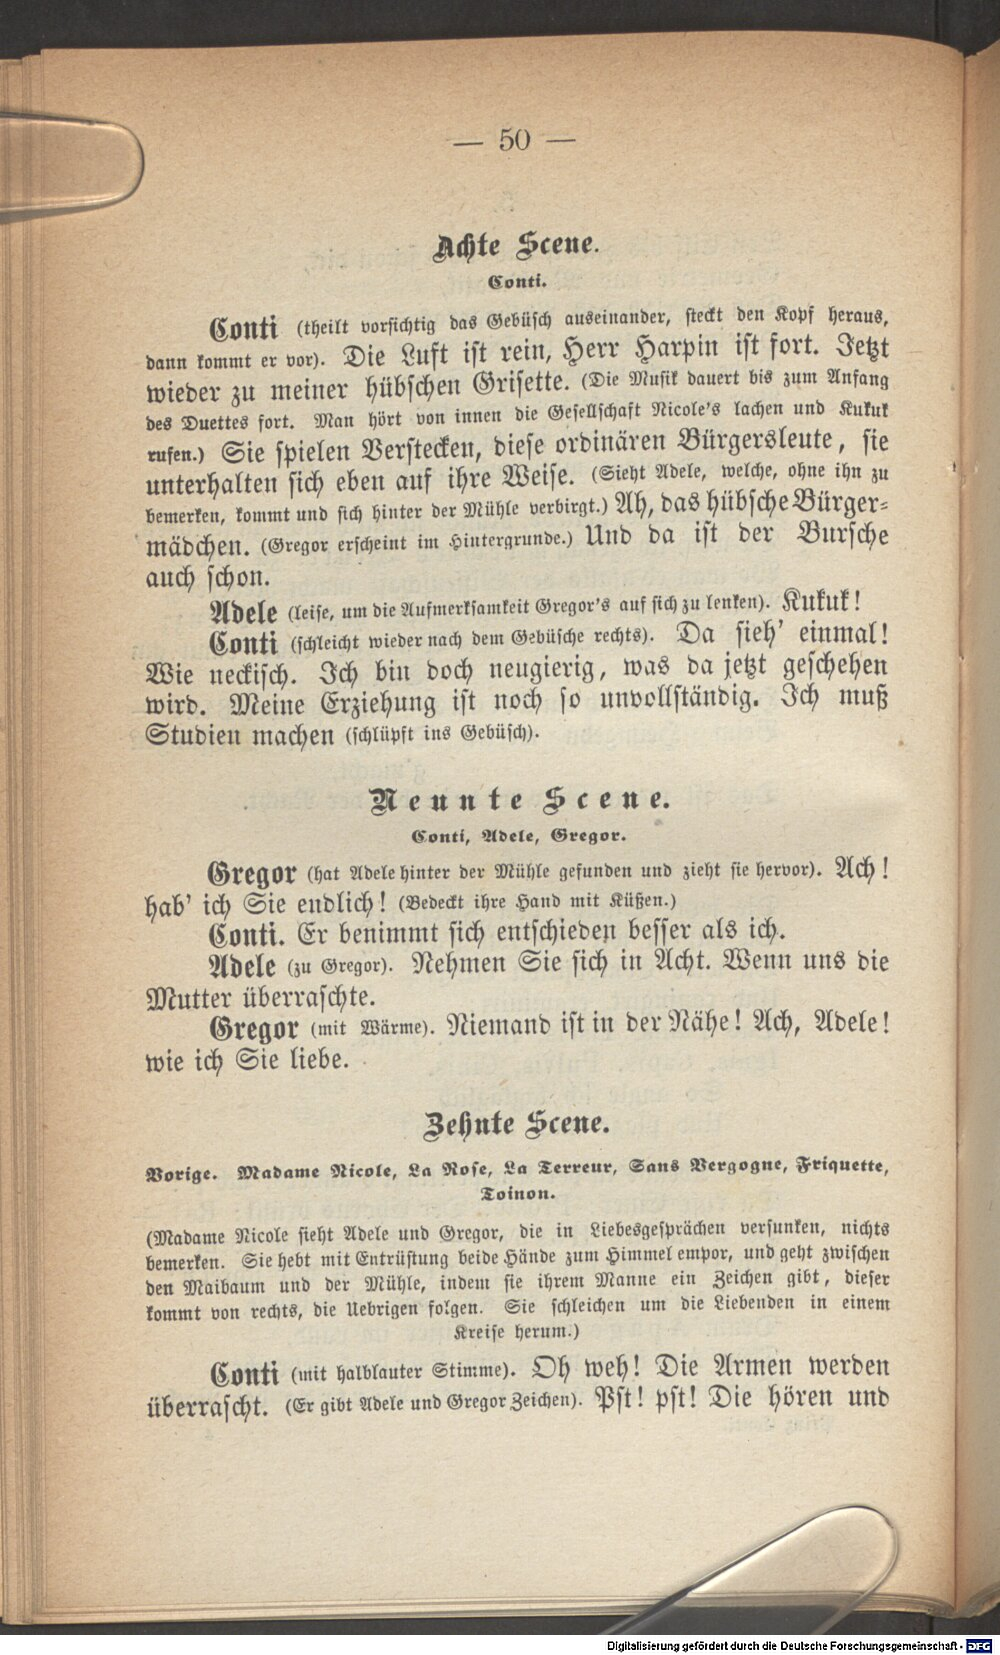 — 50 —
Achte Scene.
Conti.
Conti (theilt vorsichtig das Gebüsch auseinander, steckt den Kopf heraus,
dann kommt er vor). Die Luft ist rein, Herr Harpin ist fort. Jetzt
wieder zu meiner hübschen Grisette. (Die Musik dauert bis zum Anfang
des Duettes fort. Man hört von innen die Gesellschaft Nicole's lachen und Kukuk
rufen.) Sie spielen Verstecken, diese ordinären Bürgersleute, sie
unterhalten sich eben auf ihre Weise. (Sieht Adele, welche, ohne ihn zu
bemerken, kommt und sich hinter der Mühle verbirgt.) Ah, das hübsche Bürger-
mädchen. (Gregor erscheint im Hintergrunde.) Und da ist der Bursche
auch schon.
Adele (leise, um die Aufmerksamkeit Gregor's auf sich zu lenken). Kukuk!
Conti (schleicht wieder nach dem Gebüsche rechts). Da sieh' einmal!
Wie neckisch. Ich bin doch neugierig, was da jetzt geschehen
wird. Meine Erziehung ist noch so unvollständig. Ich muß
Studien machen (schlüpft ins Gebüsch).
Neunte Scene.
Conti, Adele, Gregor.
Gregor (hat Adele hinter der Mühle gefunden und zieht sie hervor). Ach!
hab' ich Sie endlich! (Bedeckt ihre Hand mit Küßen.)
Conti. Er benimmt sich entschieden besser als ich.
Adele (zu Gregor). Nehmen Sie sich in Acht. Wenn uns die
Mutter überraschte.
Gregor (mit Wärme). Niemand ist in der Nähe! Ach, Adele!
wie ich Sie liebe.
Zehnte Scene.
Vorige. Madame Nicole, La Rose, La Terreur, Sans Vergogne, Friquette,
Toinon.
(Madame Nicole sieht Adele und Gregor, die in Liebesgesprächen versunken, nichts
bemerken. Sie hebt mit Entrüstung beide Hände zum Himmel empor, und geht zwischen
den Maibaum und der Mühle, indem sie ihrem Manne ein Zeichen gibt, dieser
kommt von rechts, die Uebrigen folgen. Sie schleichen um die Liebenden in einem
Kreise herum.)
Conti (mit halblauter Stimme). Oh weh! Die Armen werden
überrascht. (Er gibt Adele und Gregor Zeichen). Pst! pst! Die hören und
Digitalisierung gefördert durch die Deutsche Forschungsgemeinschaft - DFG